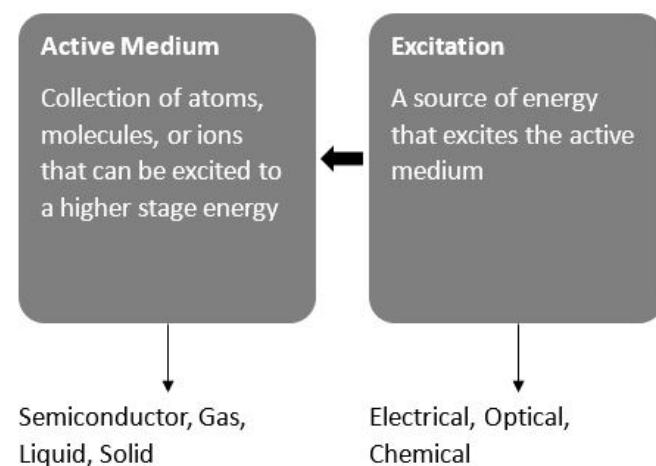 Active Medium
Collection of atoms,
molecules, or ions
that can be excited to
a higher stage energy
Excitation
A source of energy
that excites the active
medium
Semiconductor, Gas,
Liquid, Solid
Electrical, Optical,
Chemical